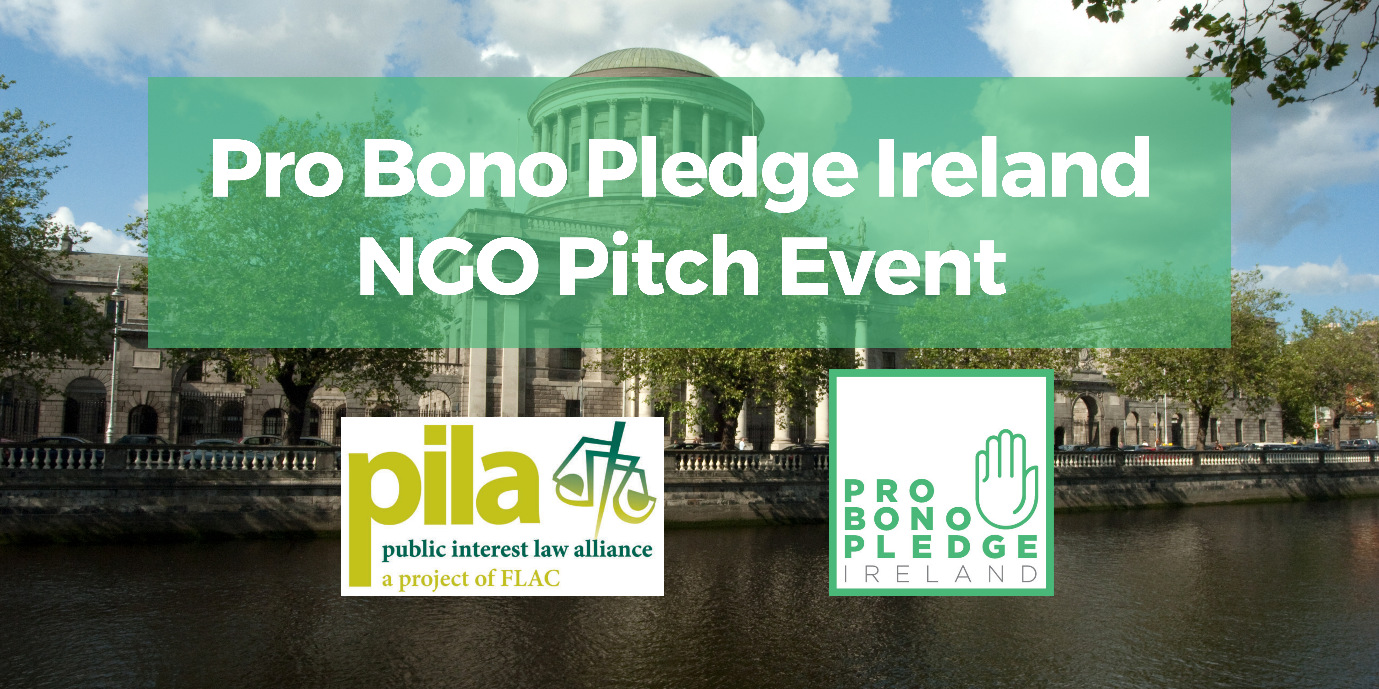 Pro Bono Pledge Ireland
NGO Pitch Event
pila
public interest law alliance
a project of FLAC
PRO
BONO
PLEDGE
IRELAND